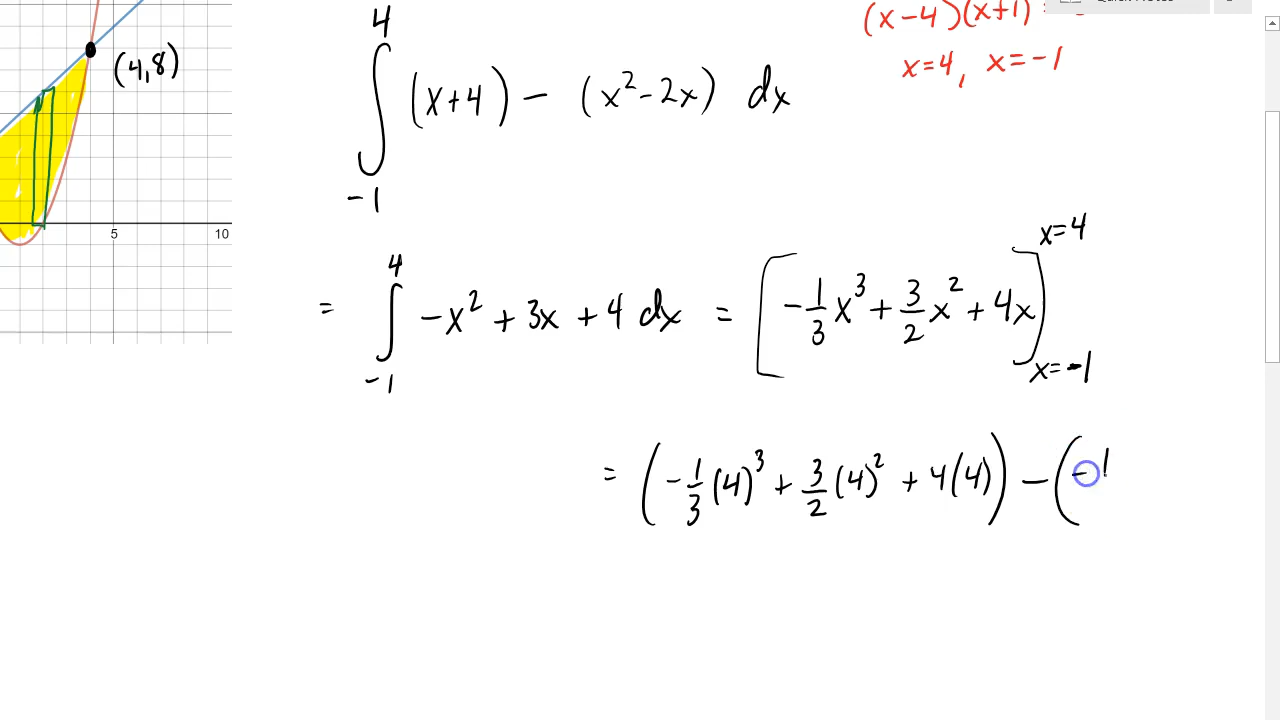 (x-4)(x+1)
x=4, x=-1
(4,8)
5 10
∫_{-1}^{4} (x+4) - (x²-2x) dx
= ∫_{-1}^{4} -x² + 3x + 4 dx = [-1/3 x³ + 3/2 x² + 4x]_{x=-1}^{x=4}
= (-1/3 (4)³ + 3/2 (4)² + 4(4)) - (-1